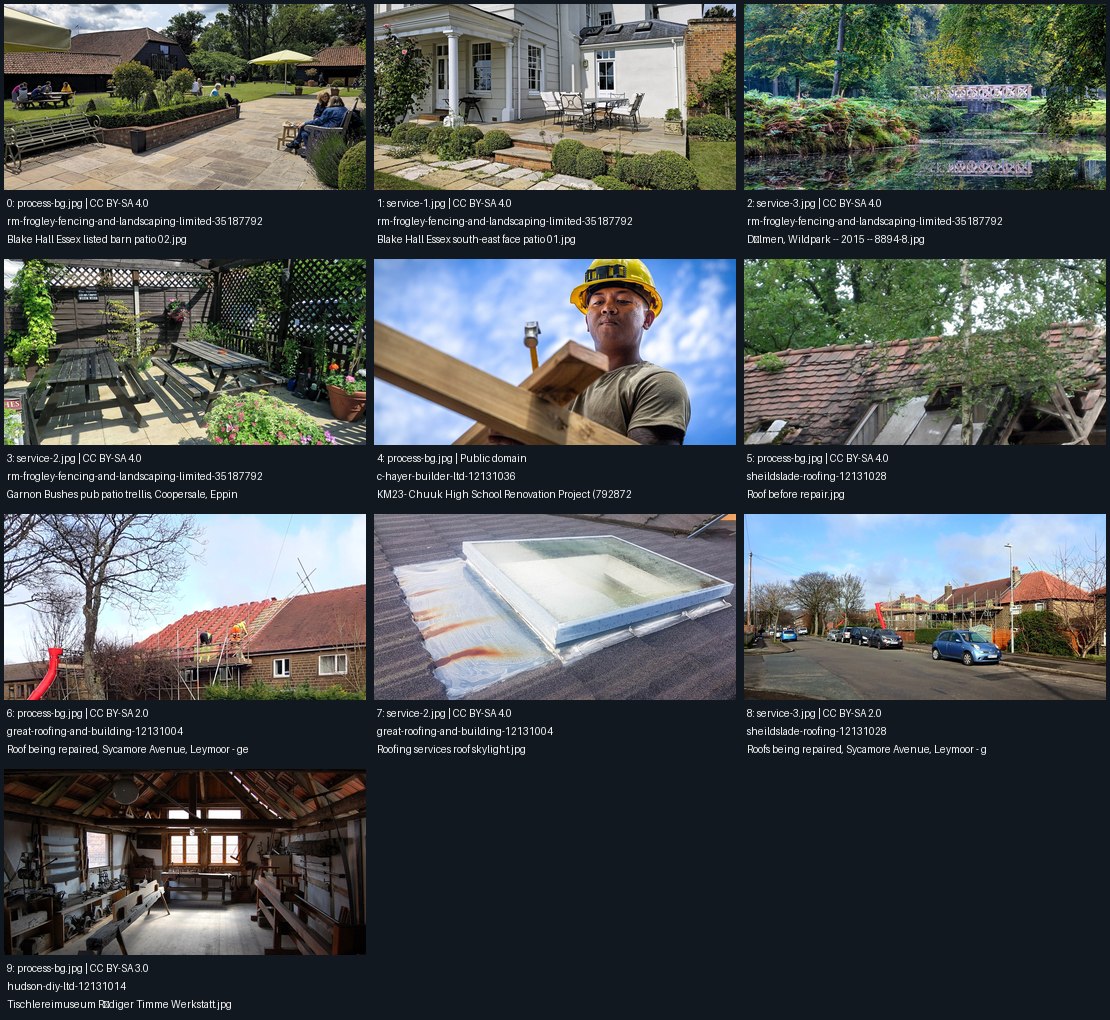 0: process-bg.jpg | CC BY-SA 4.0
rm-frogley-fencing-and-landscaping-limited-35187792
Blake Hall Essex listed barn patio 02.jpg
1: service-1.jpg | CC BY-SA 4.0
rm-frogley-fencing-and-landscaping-limited-35187792
Blake Hall Essex south-east face patio 01.jpg
2: service-3.jpg | CC BY-SA 4.0
rm-frogley-fencing-and-landscaping-limited-35187792
D□lmen, Wildpark -- 2015 -- 8894-8.jpg
3: service-2.jpg | CC BY-SA 4.0
rm-frogley-fencing-and-landscaping-limited-35187792
Garnon Bushes pub patio trellis, Coopersale, Eppin
4: process-bg.jpg | Public domain
c-hayer-builder-ltd-12131036
KM23- Chuuk High School Renovation Project (792872
5: process-bg.jpg | CC BY-SA 4.0
sheildslade-roofing-12131028
Roof before repair.jpg
6: process-bg.jpg | CC BY-SA 2.0
great-roofing-and-building-12131004
Roof being repaired, Sycamore Avenue, Leymoor - ge
7: service-2.jpg | CC BY-SA 4.0
great-roofing-and-building-12131004
Roofing services roof skylight.jpg
8: service-3.jpg | CC BY-SA 2.0
sheildslade-roofing-12131028
Roofs being repaired, Sycamore Avenue, Leymoor - g
9: process-bg.jpg | CC BY-SA 3.0
hudson-diy-ltd-12131014
Tischlereimuseum R□diger Timme Werkstatt.jpg